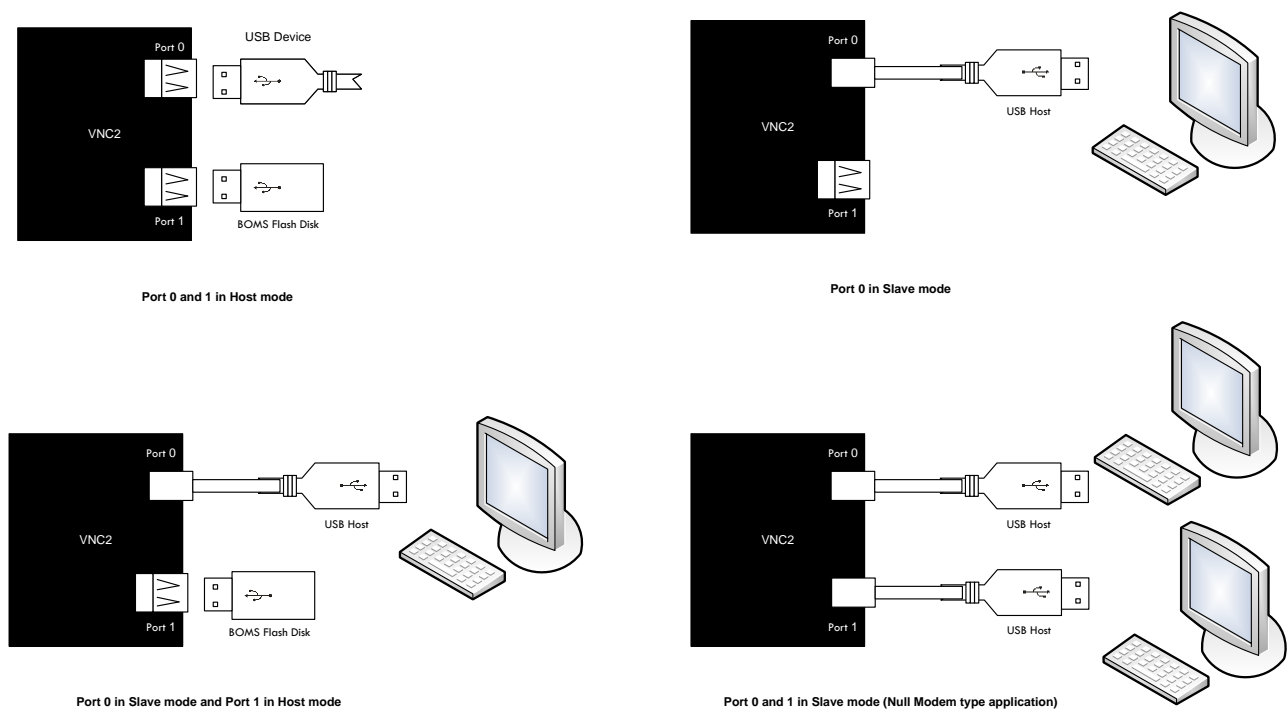 Port 0
USB Device
VNC2
Port 1
BOMS Flash Disk
Port 0 and 1 in Host mode
Port 0
USB Host
VNC2
Port 1
Port 0 in Slave mode
Port 0
USB Host
VNC2
Port 1
BOMS Flash Disk
Port 0 in Slave mode and Port 1 in Host mode
Port 0
USB Host
VNC2
Port 1
USB Host
Port 0 and 1 in Slave mode (Null Modem type application)